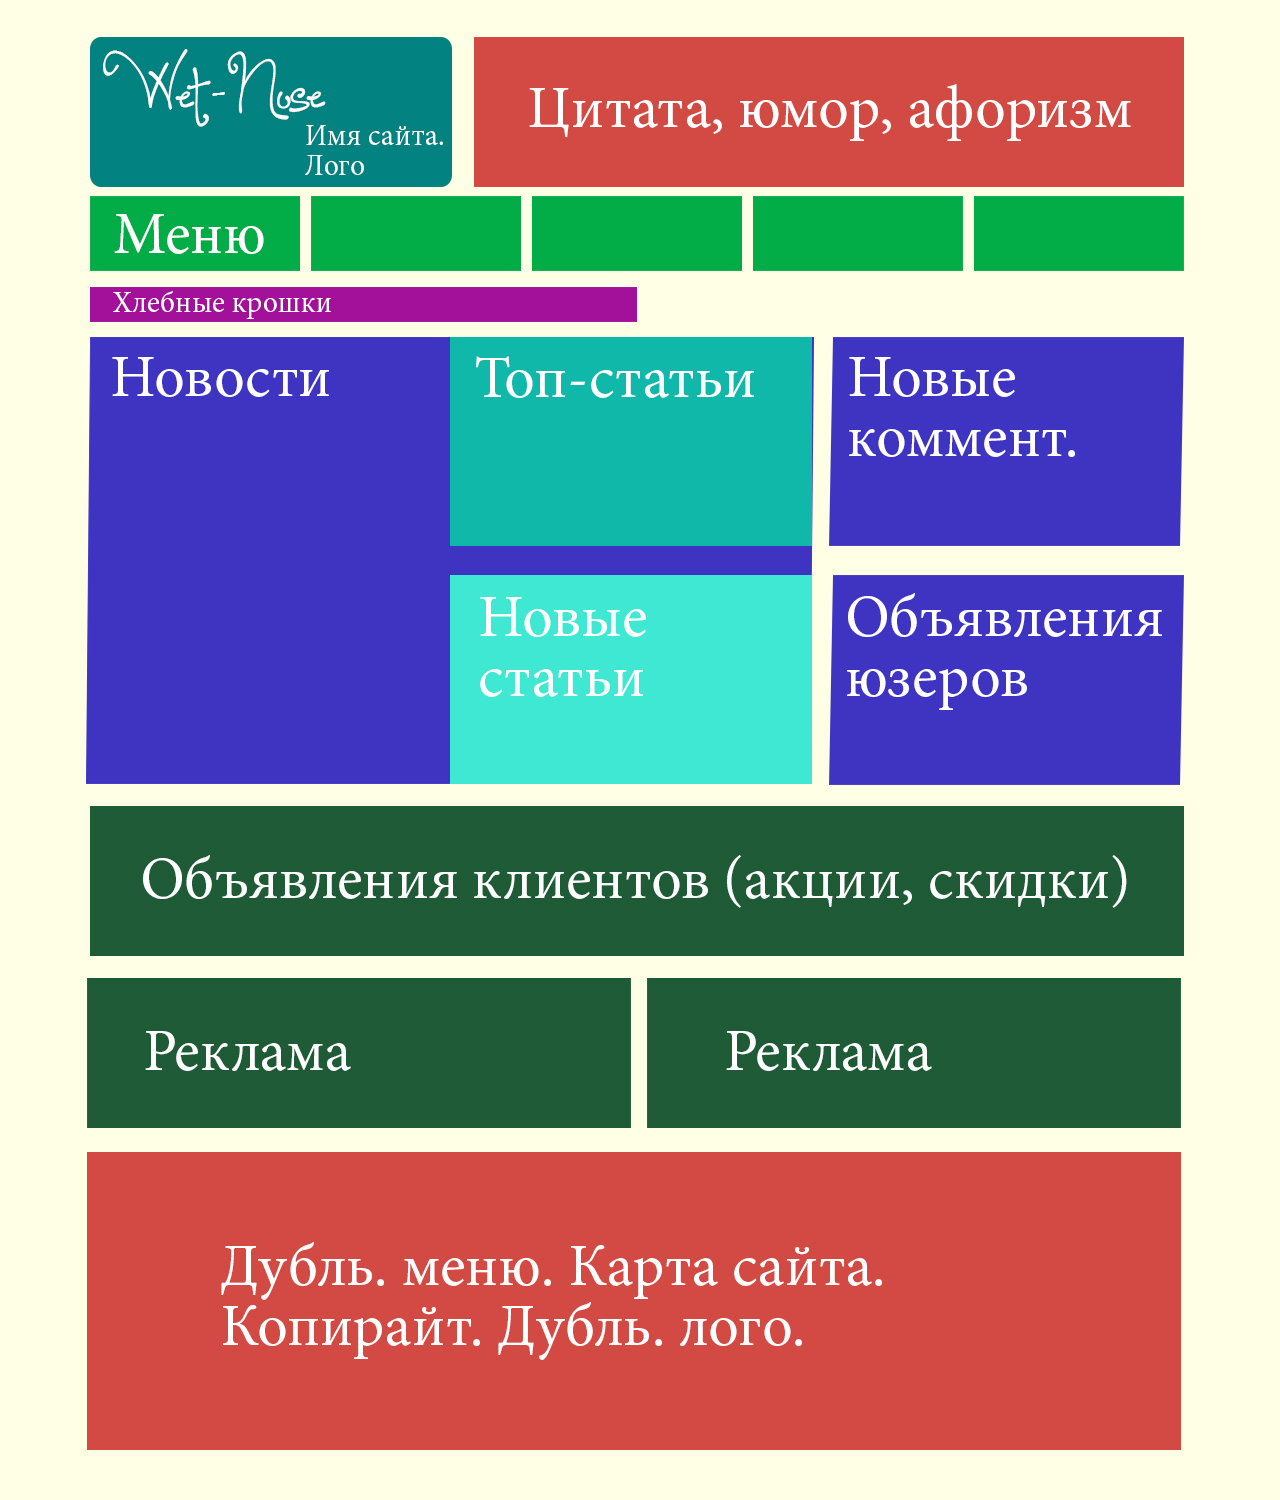 Wet-Nose
Имя сайта.
Лого
Цитата, юмор, афоризм
Меню
Хлебные крошки
Новости
Топ-статьи
Новые
коммент.
Новые
статьи
Объявления
юзеров
Объявления клиентов (акции, скидки)
Реклама
Реклама
Дубль. меню. Карта сайта.
Копирайт. Дубль. лого.